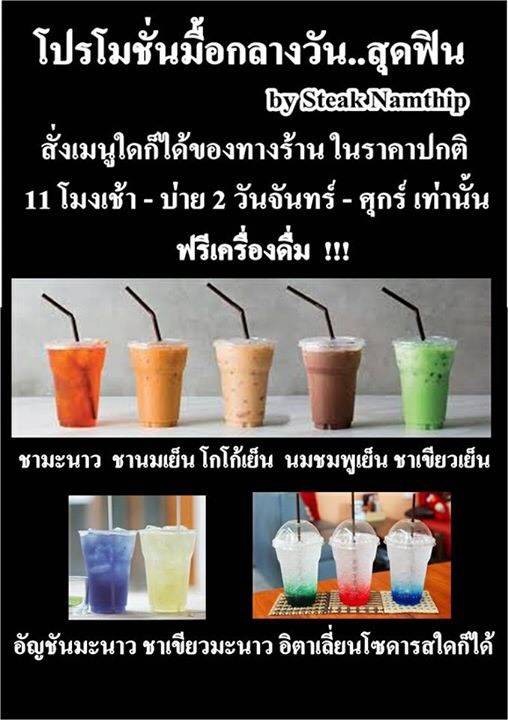 โปรโมชั่นมื้อกลางวัน..สุดฟิน
by Steak Namthip
สั่งเมนูใดก็ได้ของทางร้าน ในราคาปกติ
11 โมงเช้า - บ่าย 2 วันจันทร์ - ศุกร์ เท่านั้น
ฟรีเครื่องดื่ม !!!
ชามะนาว ชานมเย็น โกโก้เย็น นมชมพูเย็น ชาเขียวเย็น
อัญชันมะนาว ชาเขียวมะนาว อิตาเลี่ยนโซดารสใดก็ได้